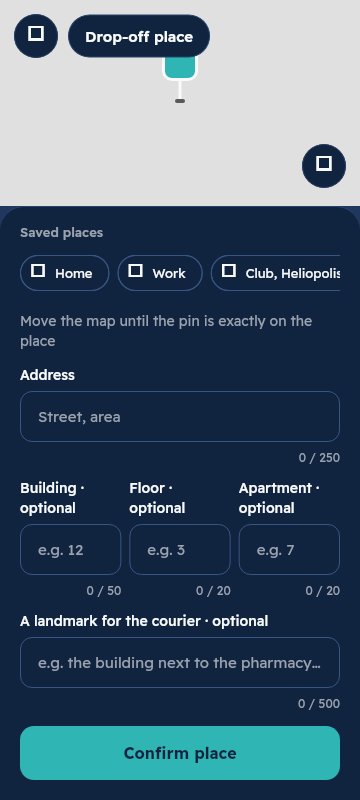 Drop-off place
Saved places
Home
Work
Club, Heliopolis
Move the map until the pin is exactly on the
place
Address
Street, area
0 / 250
Building · optional
Floor · optional
Apartment · optional
e.g. 12
e.g. 3
e.g. 7
0 / 50
0 / 20
0 / 20
A landmark for the courier · optional
e.g. the building next to the pharmacy...
0 / 500
Confirm place